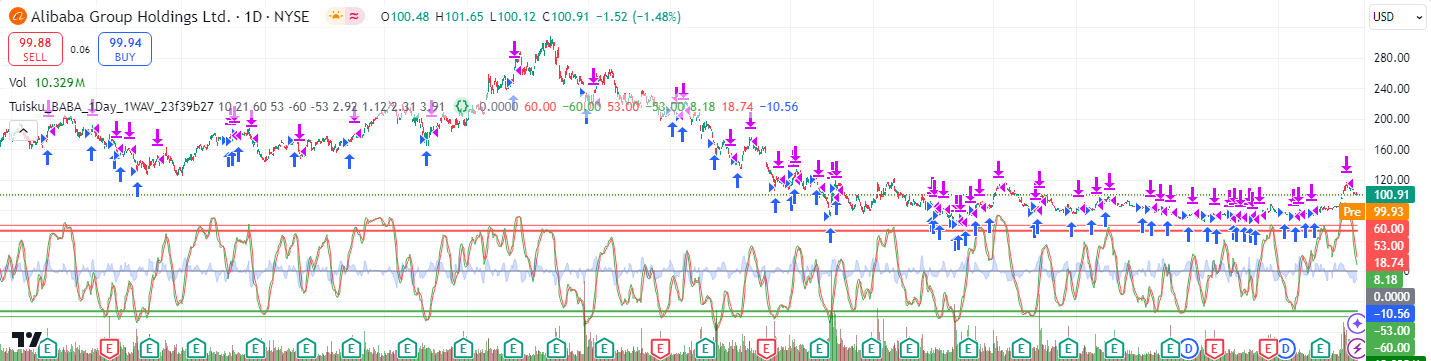 Alibaba Group Holdings Ltd. · 1D · NYSE O100.48 H101.65 L100.12 C100.91 −1.52 (−1.48%)
USD
99.88 SELL
0.06
99.94 BUY
Vol 10.329M
Tuisku_BABA_1Day_1WAV_23f39b27 10 21 60 53 -60 -53 2.92 1.12 2.31 3.91 0.0000 60.00 −60.00 53.00 −53.00 8.18 18.74 −10.56
280.00
240.00
200.00
160.00
120.00
100.91
Pre 99.93
60.00
53.00
18.74
8.18
0.0000
−10.56
−53.00
−60.00
E E E E E E E E E E E E E E E E E E E E E E D E E D E